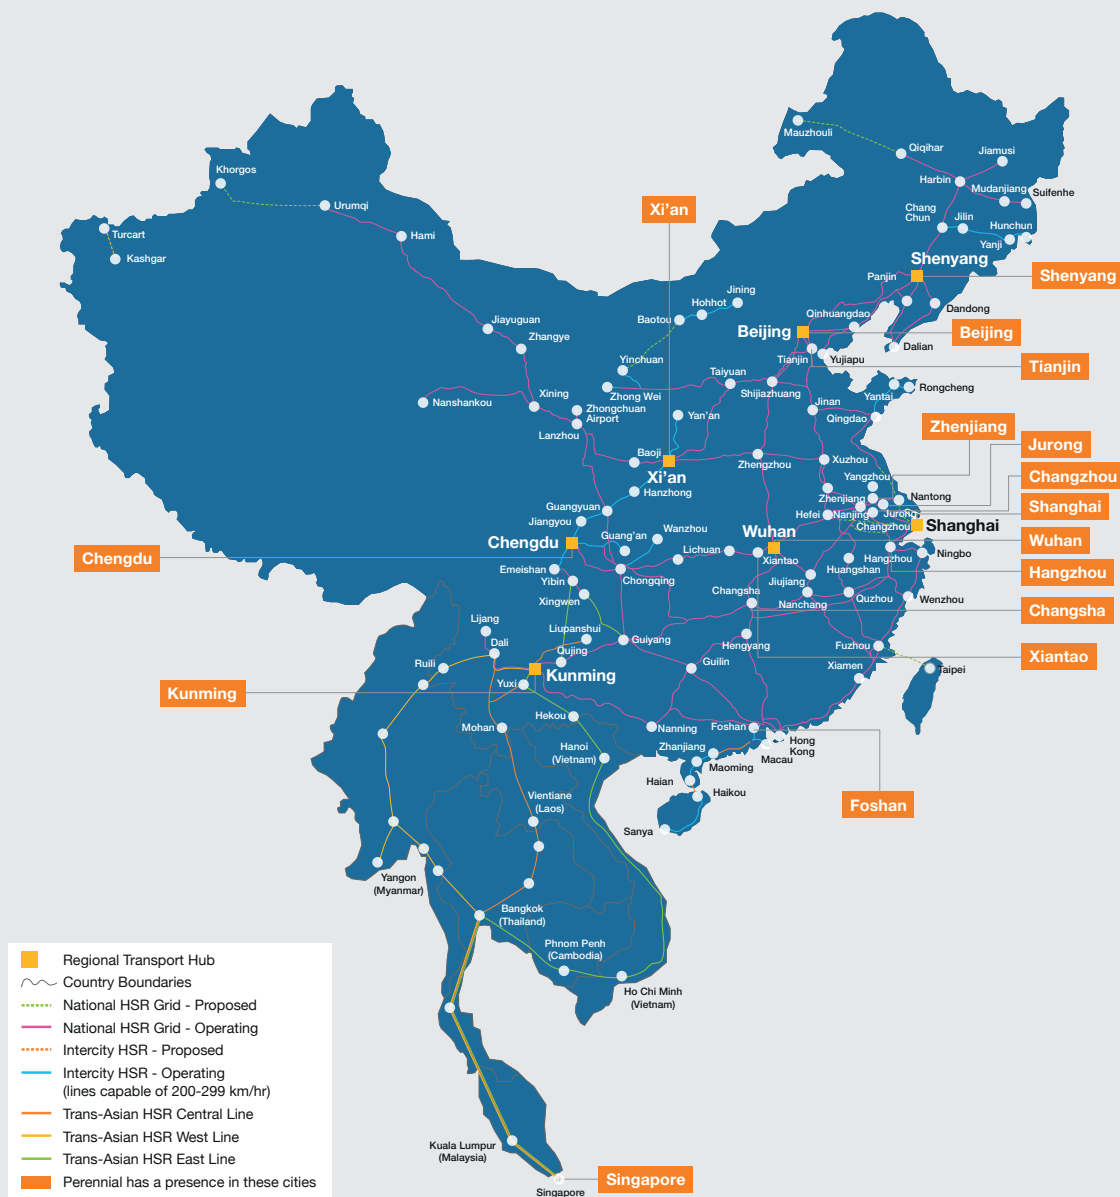 Mauzhouli
Qiqihar
Jiamusi
Khorgos
Harbin
Mudanjiang
Suifenhe
Urumqi
Xi'an
Chang
Chun
Jilin
Hunchun
Turcart
Hami
Yanji
Kashgar
Shenyang
Panjin
Shenyang
Jining
Hohhot
Baotou
Dandong
Qinhuangdao
Jiayuguan
Beijing
Beijing
Zhangye
Dalian
Tianjin
Yujiapu
Yinchuan
Tianjin
Taiyuan
Rongcheng
Zhong Wei
Shijiazhuang
Yantai
Xining
Nanshankou
Zhongchuan
Airport
Jinan
Yan'an
Qingdao
Zhenjiang
Lanzhou
Jurong
Baoji
Zhengzhou
Xuzhou
Xi'an
Yangzhou
Changzhou
Hanzhong
Zhenjiang
Nantong
Guangyuan
Shanghai
Hefei
Nanjing
Jurong
Jiangyou
Changzhou
Shanghai
Wanzhou
Wuhan
Guang'an
Chengdu
Wuhan
Lichuan
Chengdu
Xiantao
Hangzhou
Ningbo
Emeishan
Huangshan
Hangzhou
Yibin
Chongqing
Jiujiang
Changsha
Xingwen
Nanchang
Quzhou
Wenzhou
Changsha
Lijang
Liupanshui
Dali
Guiyang
Hengyang
Fuzhou
Qujing
Xiantao
Ruili
Guilin
Xiamen
Taipei
Kunming
Yuxi
Kunming
Hekou
Mohan
Nanning
Foshan
Hong
Kong
Hanoi
(Vietnam)
Zhanjiang
Macau
Maoming
Haian
Haikou
Vientiane
(Laos)
Foshan
Sanya
Yangon
(Myanmar)
Bangkok
(Thailand)
Phnom Penh
(Cambodia)
Ho Chi Minh
(Vietnam)
Regional Transport Hub
Country Boundaries
National HSR Grid - Proposed
National HSR Grid - Operating
Intercity HSR - Proposed
Intercity HSR - Operating
(lines capable of 200-299 km/hr)
Trans-Asian HSR Central Line
Trans-Asian HSR West Line
Trans-Asian HSR East Line
Perennial has a presence in these cities
Kuala Lumpur
(Malaysia)
Singapore
Singapore